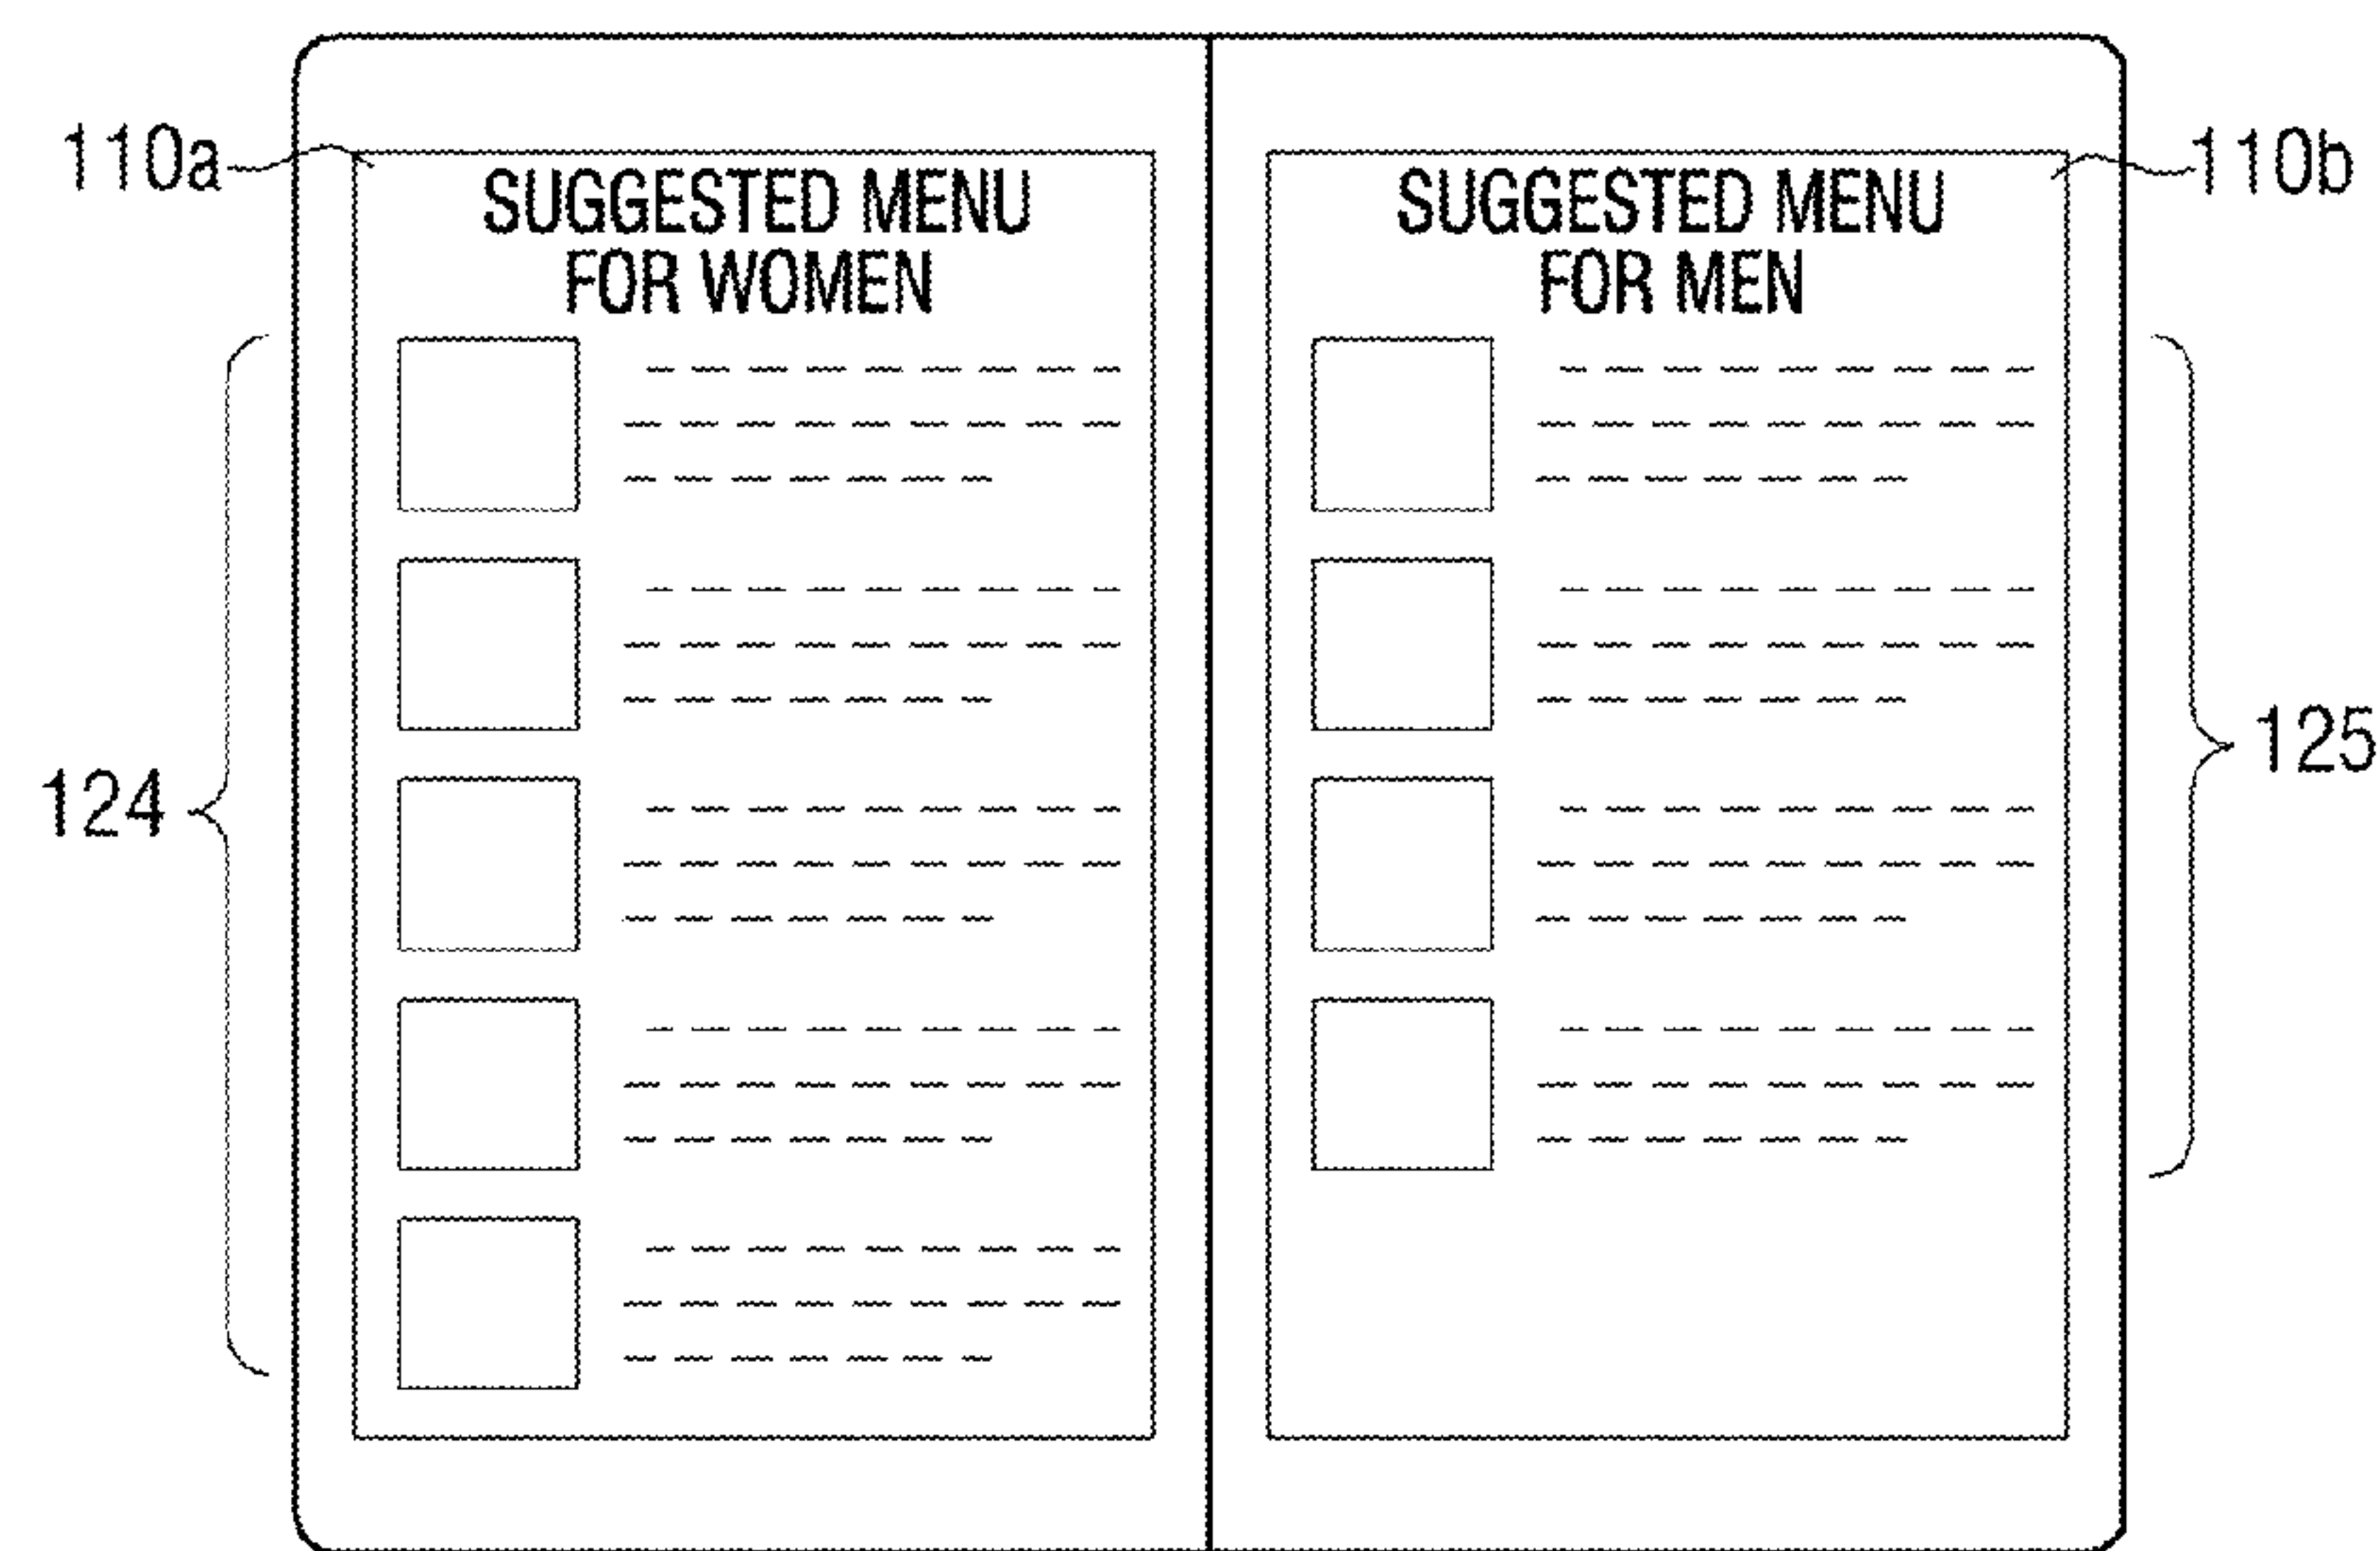 110a
SUGGESTED MENU
FOR WOMEN
124
SUGGESTED MENU
FOR MEN
110b
125